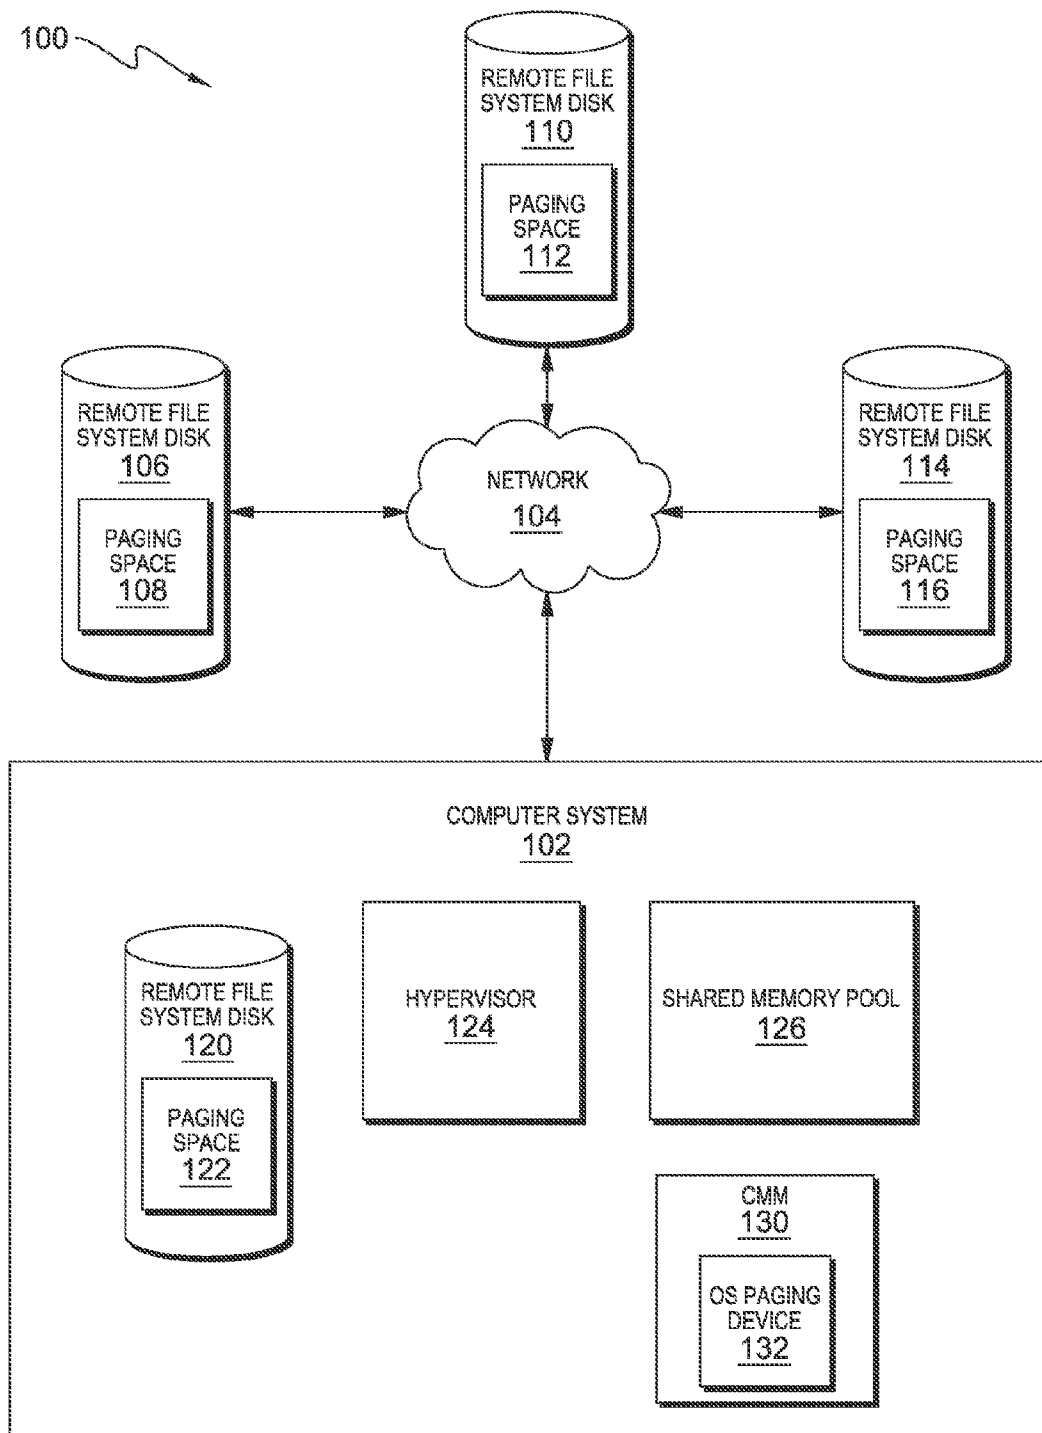 100
REMOTE FILE
SYSTEM DISK
110
PAGING
SPACE
112
REMOTE FILE
SYSTEM DISK
106
PAGING
SPACE
108
NETWORK
104
REMOTE FILE
SYSTEM DISK
114
PAGING
SPACE
116
COMPUTER SYSTEM
102
REMOTE FILE
SYSTEM DISK
120
PAGING
SPACE
122
HYPERVISOR
124
SHARED MEMORY POOL
126
CMM
130
OS PAGING
DEVICE
132